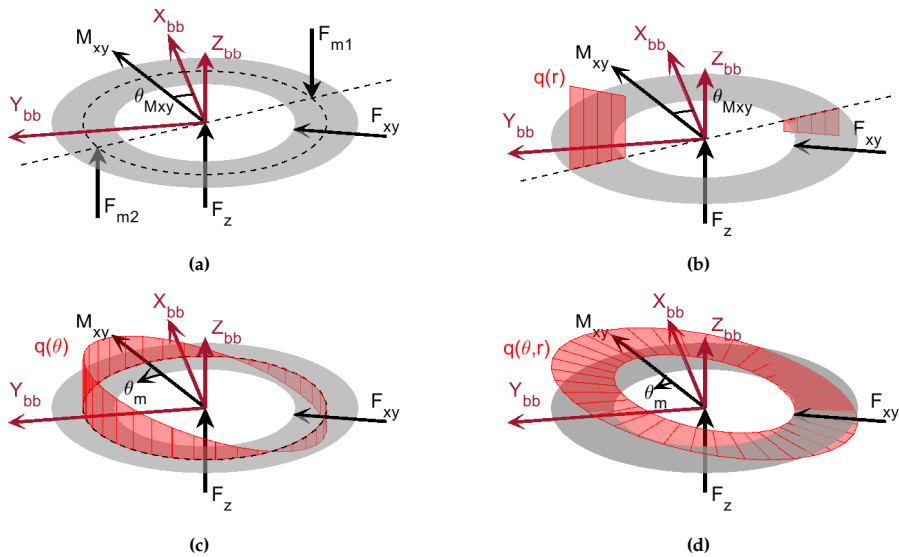 X_bb
M_xy
Z_bb
F_m1
θ_Mxy
Y_bb
F_xy
F_m2
F_z
(a)
X_bb
M_xy
Z_bb
q(r)
θ_Mxy
Y_bb
F_xy
F_z
(b)
X_bb
M_xy
Z_bb
q(θ)
θ_m
Y_bb
F_xy
F_z
(c)
X_bb
M_xy
Z_bb
q(θ,r)
θ_m
Y_bb
F_xy
F_z
(d)